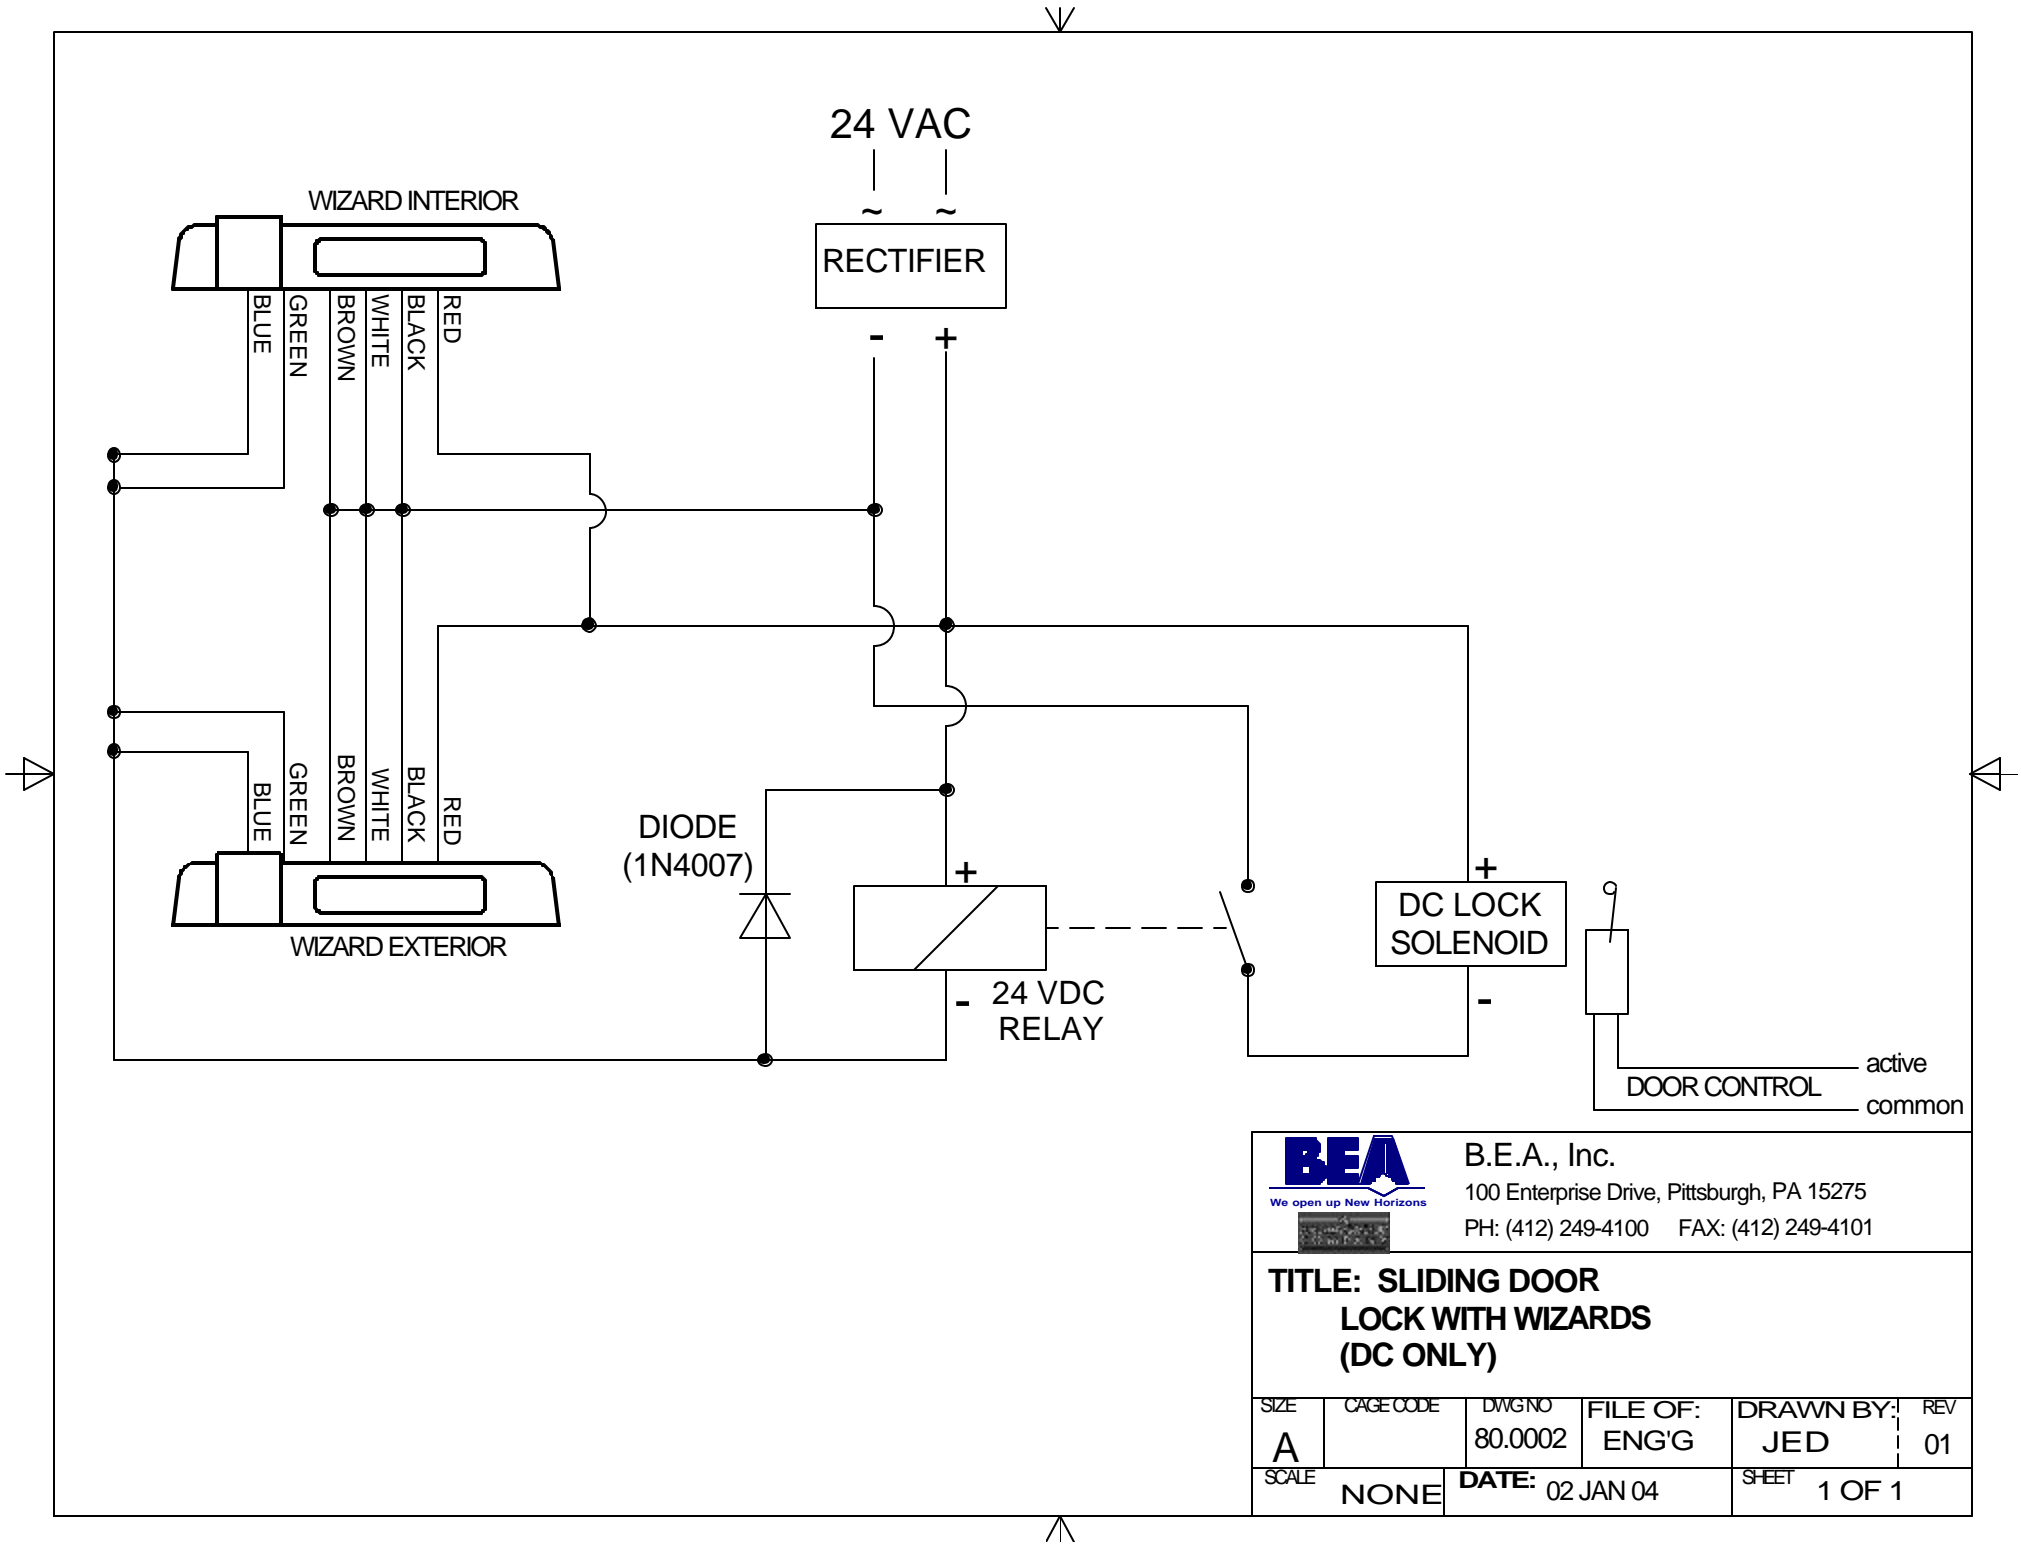 24 VAC
~ ~
RECTIFIER
- +
WIZARD INTERIOR
BLUE
GREEN
BROWN
WHITE
BLACK
RED
BLUE
GREEN
BROWN
WHITE
BLACK
RED
WIZARD EXTERIOR
DIODE
(1N4007)
+
-
24 VDC
RELAY
+
DC LOCK
SOLENOID
-
active
DOOR CONTROL
common
BEA
We open up New Horizons
B.E.A., Inc.
100 Enterprise Drive, Pittsburgh, PA 15275
PH: (412) 249-4100 FAX: (412) 249-4101
TITLE: SLIDING DOOR
LOCK WITH WIZARDS
(DC ONLY)
SIZE
A
CAGE CODE
DWG NO
80.0002
FILE OF:
ENG'G
DRAWN BY:
JED
REV
01
SCALE
NONE
DATE: 02 JAN 04
SHEET
1 OF 1